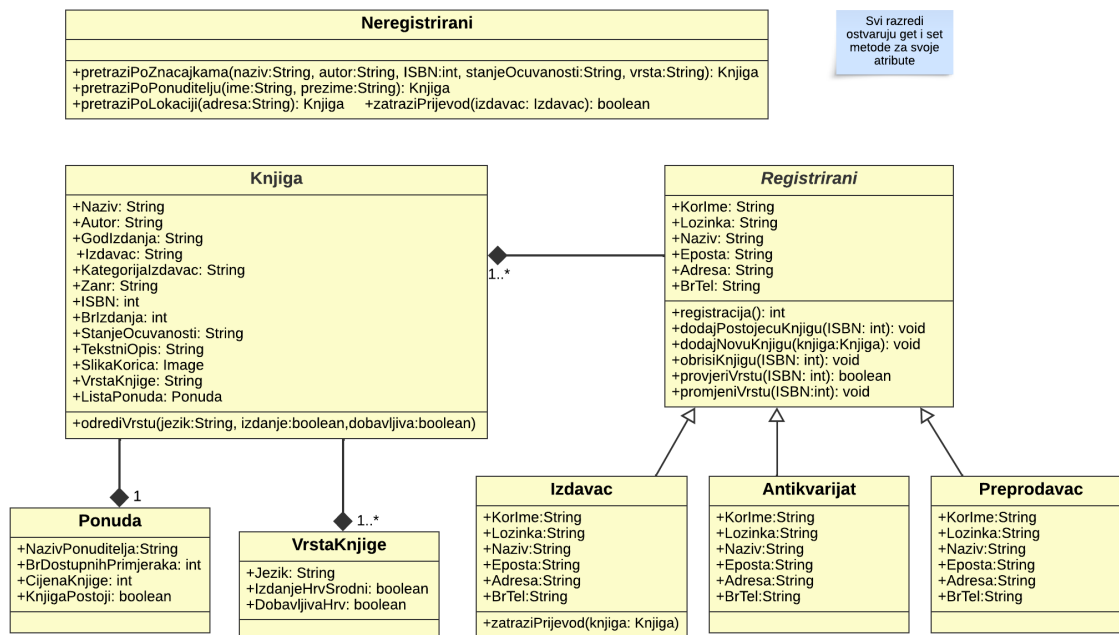 Neregistrirani
+pretraziPoZnacajkama(naziv:String, autor:String, ISBN:int, stanjeOcuvanosti:String, vrsta:String): Knjiga
+pretraziPoPonuditelju(ime:String, prezime:String): Knjiga
+pretraziPoLokaciji(adresa:String): Knjiga +zatraziPrijevod(izdavac: Izdavac): boolean
Svi razredi
ostvaruju get i set
metode za svoje
atribute
Knjiga
+Naziv: String
+Autor: String
+GodIzdanja: String
+Izdavac: String
+KategorijaIzdavac: String
+Zanr: String
+ISBN: int
+BrIzdanja: int
+StanjeOcuvanosti: String
+TekstniOpis: String
+SlikaKorica: Image
+VrstaKnjige: String
+ListaPonuda: Ponuda
+odrediVrstu(jezik:String, izdanje:boolean,dobavljiva:boolean)
1..*
Registrirani
+KorIme: String
+Lozinka: String
+Naziv: String
+Eposta: String
+Adresa: String
+BrTel: String
+registracija(): int
+dodajPostojecuKnjigu(ISBN: int): void
+dodajNovuKnjigu(knjiga:Knjiga): void
+obrisiKnjigu(ISBN: int): void
+provjeriVrstu(ISBN: int): boolean
+promjeniVrstu(ISBN:int): void
1
Ponuda
+NazivPonuditelja:String
+BrDostupnihPrimjeraka: int
+CijenaKnjige: int
+KnjigaPostoji: boolean
1..*
VrstaKnjige
+Jezik: String
+IzdanjeHrvSrodni: boolean
+DobavljivaHrv: boolean
Izdavac
+KorIme:String
+Lozinka:String
+Naziv:String
+Eposta:String
+Adresa:String
+BrTel:String
+zatraziPrijevod(knjiga: Knjiga)
Antikvarijat
+KorIme:String
+Lozinka:String
+Naziv:String
+Eposta:String
+Adresa:String
+BrTel:String
Preprodavac
+KorIme:String
+Lozinka:String
+Naziv:String
+Eposta:String
+Adresa:String
+BrTel:String